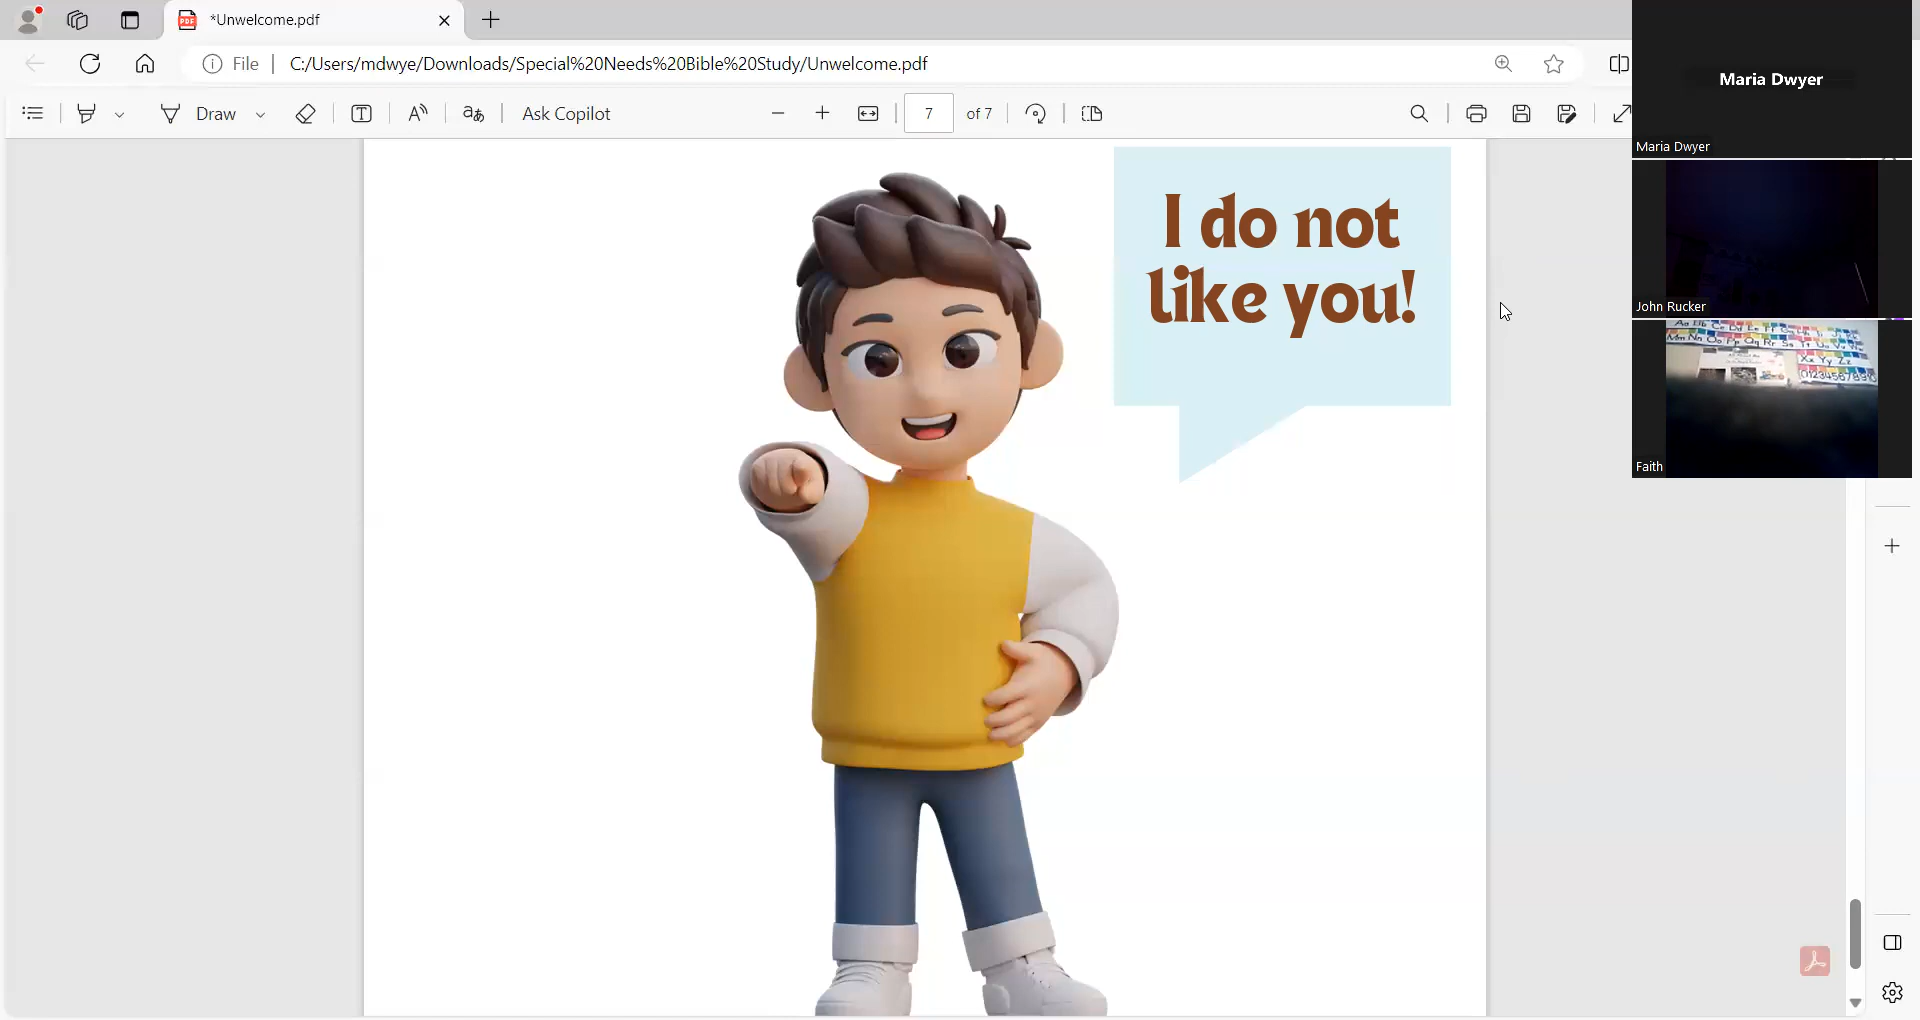 *Unwelcome.pdf
File
C:/Users/mdwye/Downloads/Special%20Needs%20Bible%20Study/Unwelcome.pdf
Draw
Ask Copilot
7
of 7
I do not
like you!
Maria Dwyer
Maria Dwyer
John Rucker
Faith